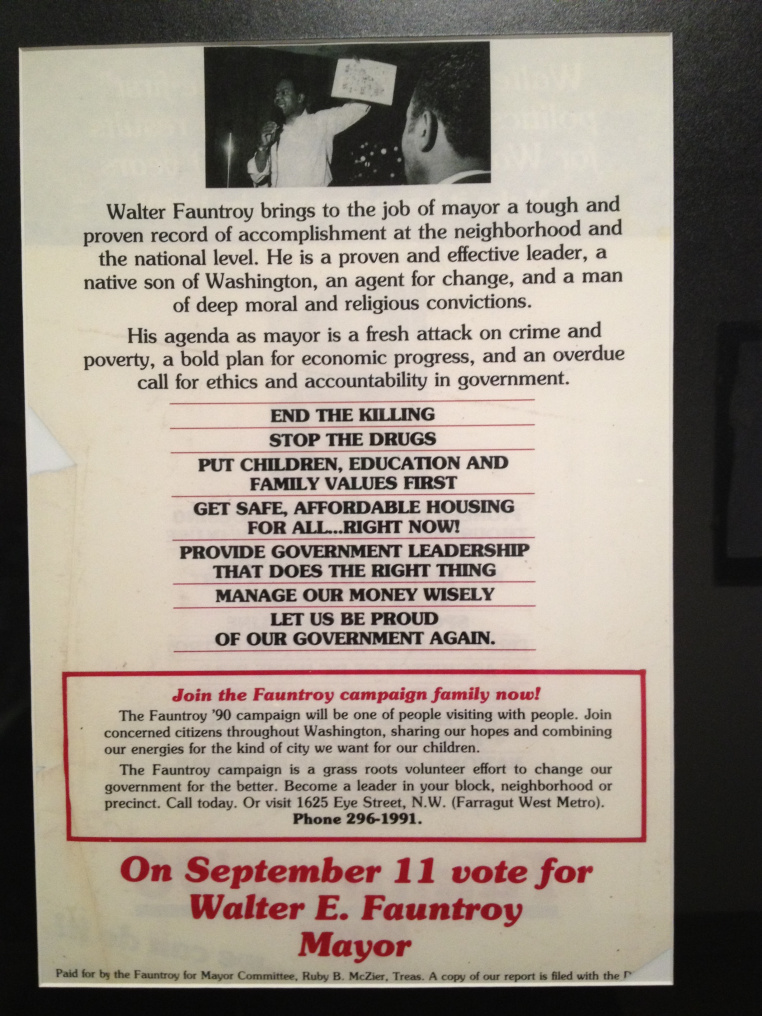 Walter Fauntroy brings to the job of mayor a tough and
proven record of accomplishment at the neighborhood and
the national level. He is a proven and effective leader, a
native son of Washington, an agent for change, and a man
of deep moral and religious convictions.
His agenda as mayor is a fresh attack on crime and
poverty, a bold plan for economic progress, and an overdue
call for ethics and accountability in government.
END THE KILLING
STOP THE DRUGS
PUT CHILDREN, EDUCATION AND
FAMILY VALUES FIRST
GET SAFE, AFFORDABLE HOUSING
FOR ALL...RIGHT NOW!
PROVIDE GOVERNMENT LEADERSHIP
THAT DOES THE RIGHT THING
MANAGE OUR MONEY WISELY
LET US BE PROUD
OF OUR GOVERNMENT AGAIN.
Join the Fauntroy campaign family now!
The Fauntroy '90 campaign will be one of people visiting with people. Join
concerned citizens throughout Washington, sharing our hopes and combining
our energies for the kind of city we want for our children.
The Fauntroy campaign is a grass roots volunteer effort to change our
government for the better. Become a leader in your block, neighborhood or
precinct. Call today. Or visit 1625 Eye Street, N.W. (Farragut West Metro).
Phone 296-1991.
On September 11 vote for
Walter E. Fauntroy
Mayor
Paid for by the Fauntroy for Mayor Committee, Ruby B. McZier, Treas. A copy of our report is filed with the